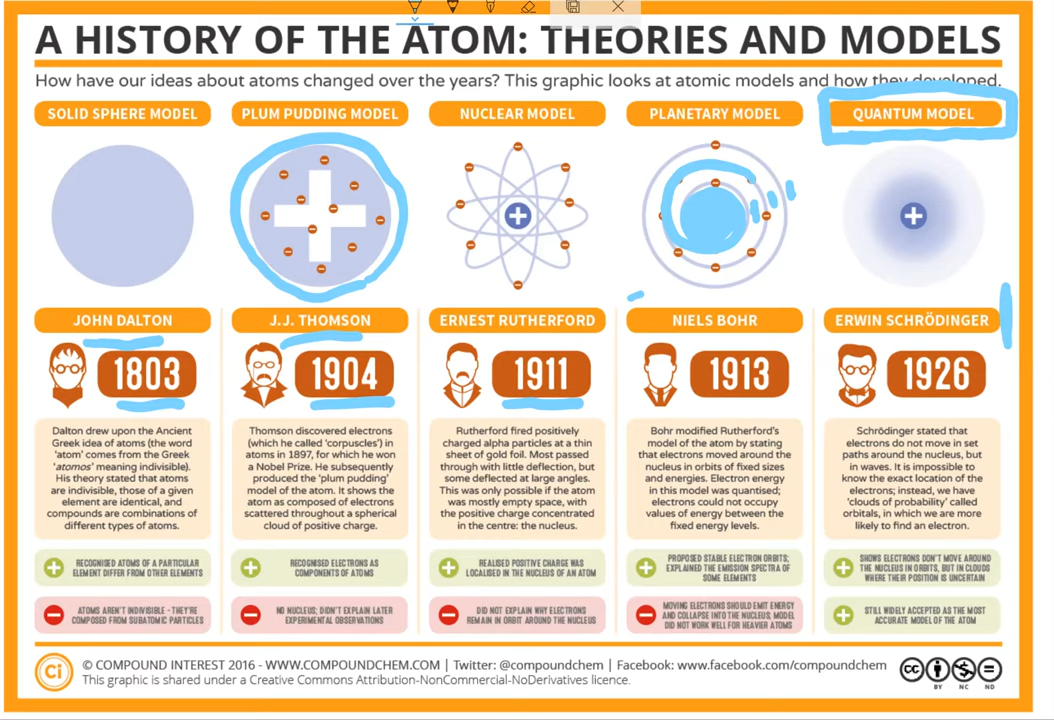 A HISTORY OF THE ATOM: THEORIES AND MODELS
How have our ideas about atoms changed over the years? This graphic looks at atomic models and how they developed.
SOLID SPHERE MODEL
PLUM PUDDING MODEL
NUCLEAR MODEL
PLANETARY MODEL
QUANTUM MODEL
JOHN DALTON
1803
Dalton drew upon the Ancient
Greek idea of atoms (the word
'atom' comes from the Greek
'atomos' meaning indivisible).
His theory stated that atoms
are indivisible, those of a given
element are identical, and
compounds are combinations of
different types of atoms.
RECOGNISED ATOMS OF A PARTICULAR
ELEMENT DIFFER FROM OTHER ELEMENTS
ATOMS AREN'T INDIVISIBLE - THEY'RE
COMPOSED FROM SUBATOMIC PARTICLES
J.J. THOMSON
1904
Thomson discovered electrons
(which he called 'corpuscles') in
atoms in 1897, for which he won
a Nobel Prize. He subsequently
produced the 'plum pudding'
model of the atom. It shows the
atom as composed of electrons
scattered throughout a spherical
cloud of positive charge.
RECOGNISED ELECTRONS AS
COMPONENTS OF ATOMS
NO NUCLEUS; DIDN'T EXPLAIN LATER
EXPERIMENTAL OBSERVATIONS
ERNEST RUTHERFORD
1911
Rutherford fired positively
charged alpha particles at a thin
sheet of gold foil. Most passed
through with little deflection, but
some deflected at large angles.
This was only possible if the atom
was mostly empty space, with
the positive charge concentrated
in the centre: the nucleus.
REALISED POSITIVE CHARGE WAS
LOCALISED IN THE NUCLEUS OF AN ATOM
DID NOT EXPLAIN WHY ELECTRONS
REMAIN IN ORBIT AROUND THE NUCLEUS
NIELS BOHR
1913
Bohr modified Rutherford's
model of the atom by stating
that electrons moved around the
nucleus in orbits of fixed sizes
and energies. Electron energy
in this model was quantised;
electrons could not occupy
values of energy between the
fixed energy levels.
PROPOSED STABLE ELECTRON ORBITS;
EXPLAINED THE EMISSION SPECTRA OF
SOME ELEMENTS
MOVING ELECTRONS SHOULD EMIT ENERGY
AND COLLAPSE INTO THE NUCLEUS; MODEL
DID NOT WORK WELL FOR HEAVIER ATOMS
ERWIN SCHRÖDINGER
1926
Schrödinger stated that
electrons do not move in set
paths around the nucleus, but
in waves. It is impossible to
know the exact location of the
electrons; instead, we have
'clouds of probability' called
orbitals, in which we are more
likely to find an electron.
SHOWS ELECTRONS DON'T MOVE AROUND
THE NUCLEUS IN ORBITS, BUT IN CLOUDS
WHERE THEIR POSITION IS UNCERTAIN
STILL WIDELY ACCEPTED AS THE MOST
ACCURATE MODEL OF THE ATOM
Ci
© COMPOUND INTEREST 2016 - WWW.COMPOUNDCHEM.COM | Twitter: @compoundchem | Facebook: www.facebook.com/compoundchem
This graphic is shared under a Creative Commons Attribution-NonCommercial-NoDerivatives licence.
cc
BY NC ND